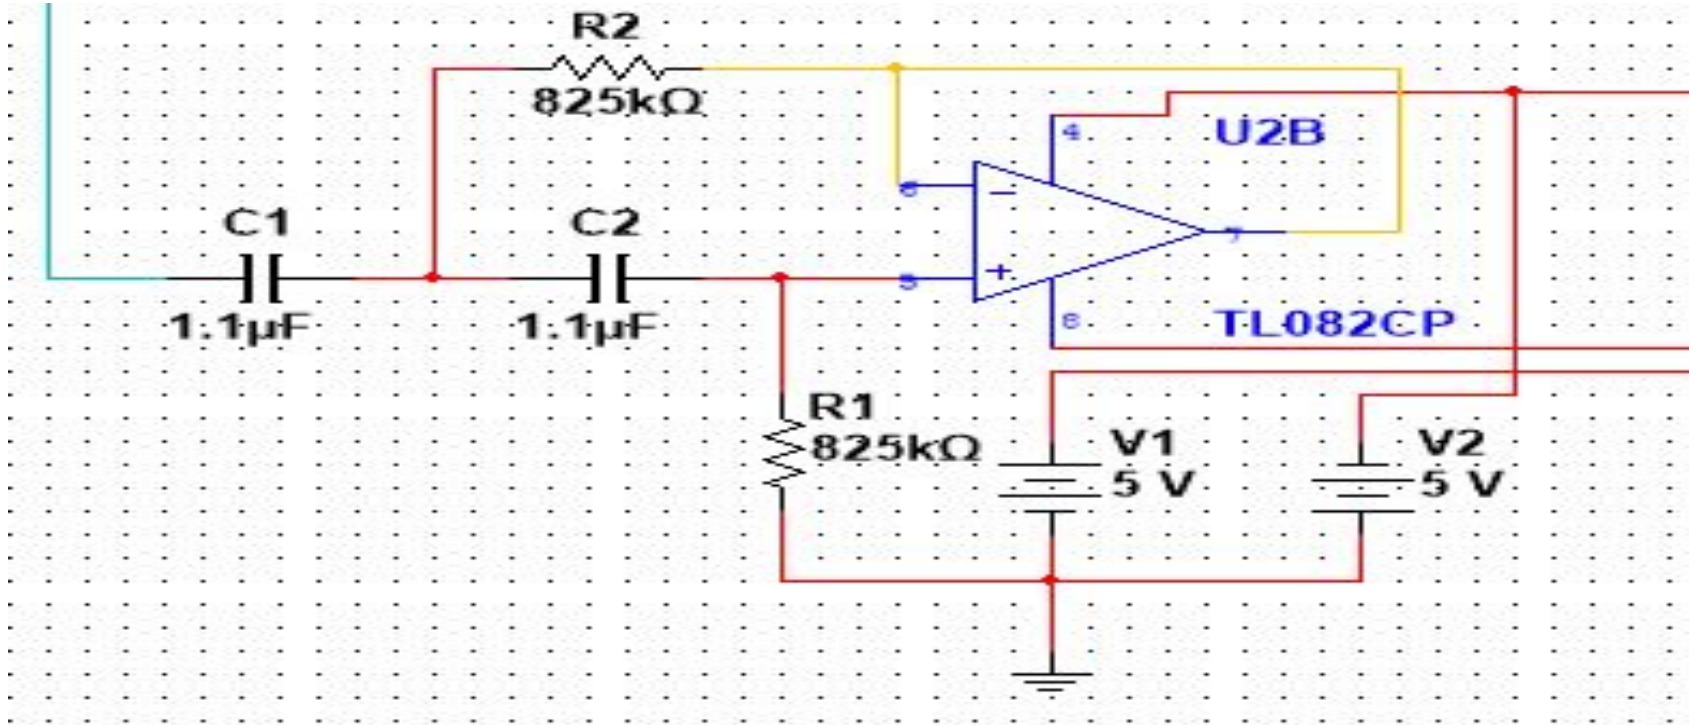 R2
825kΩ
4
U2B
6
C1
C2
7
5
1.1µF
1.1µF
8
TL082CP
R1
825kΩ
V1
5 V
V2
5 V